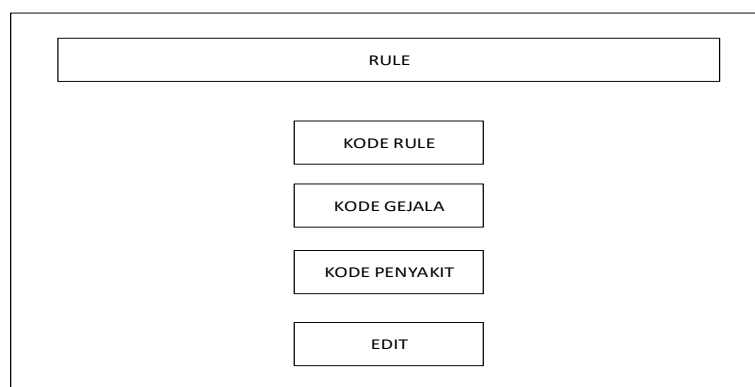 RULE
KODE RULE
KODE GEJALA
KODE PENYAKIT
EDIT